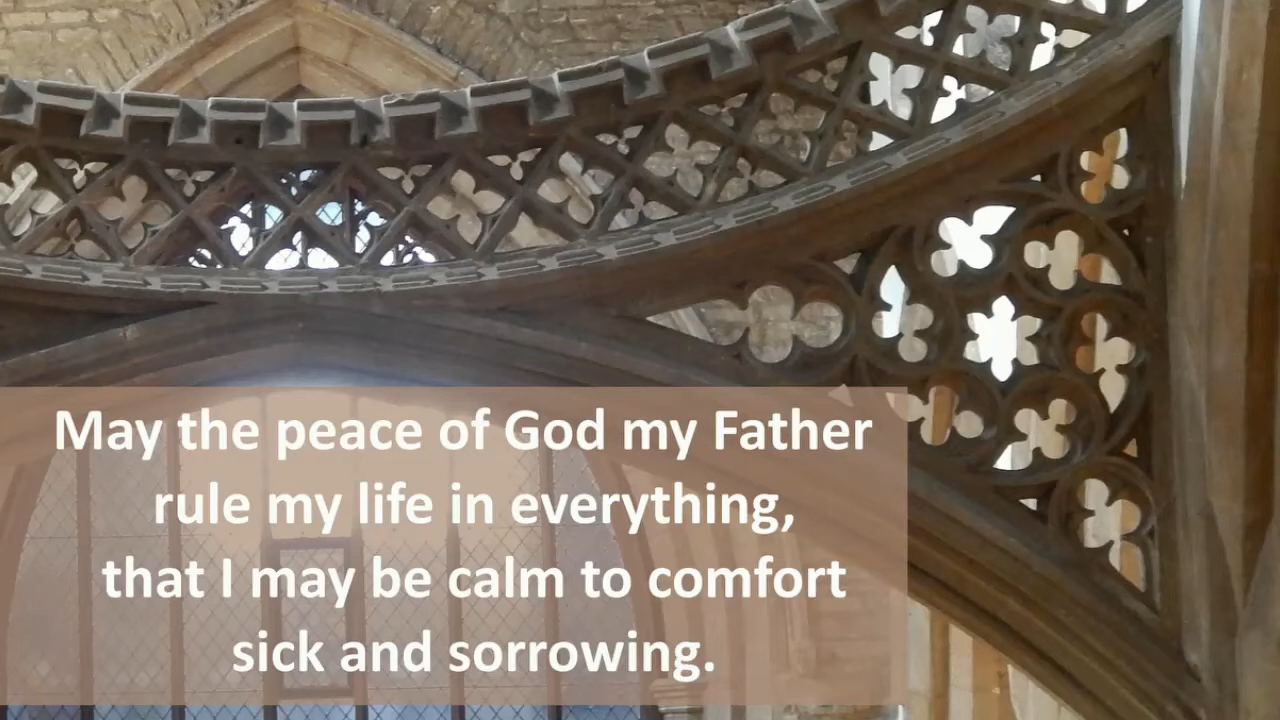 May the peace of God my Father
rule my life in everything,
that I may be calm to comfort
sick and sorrowing.